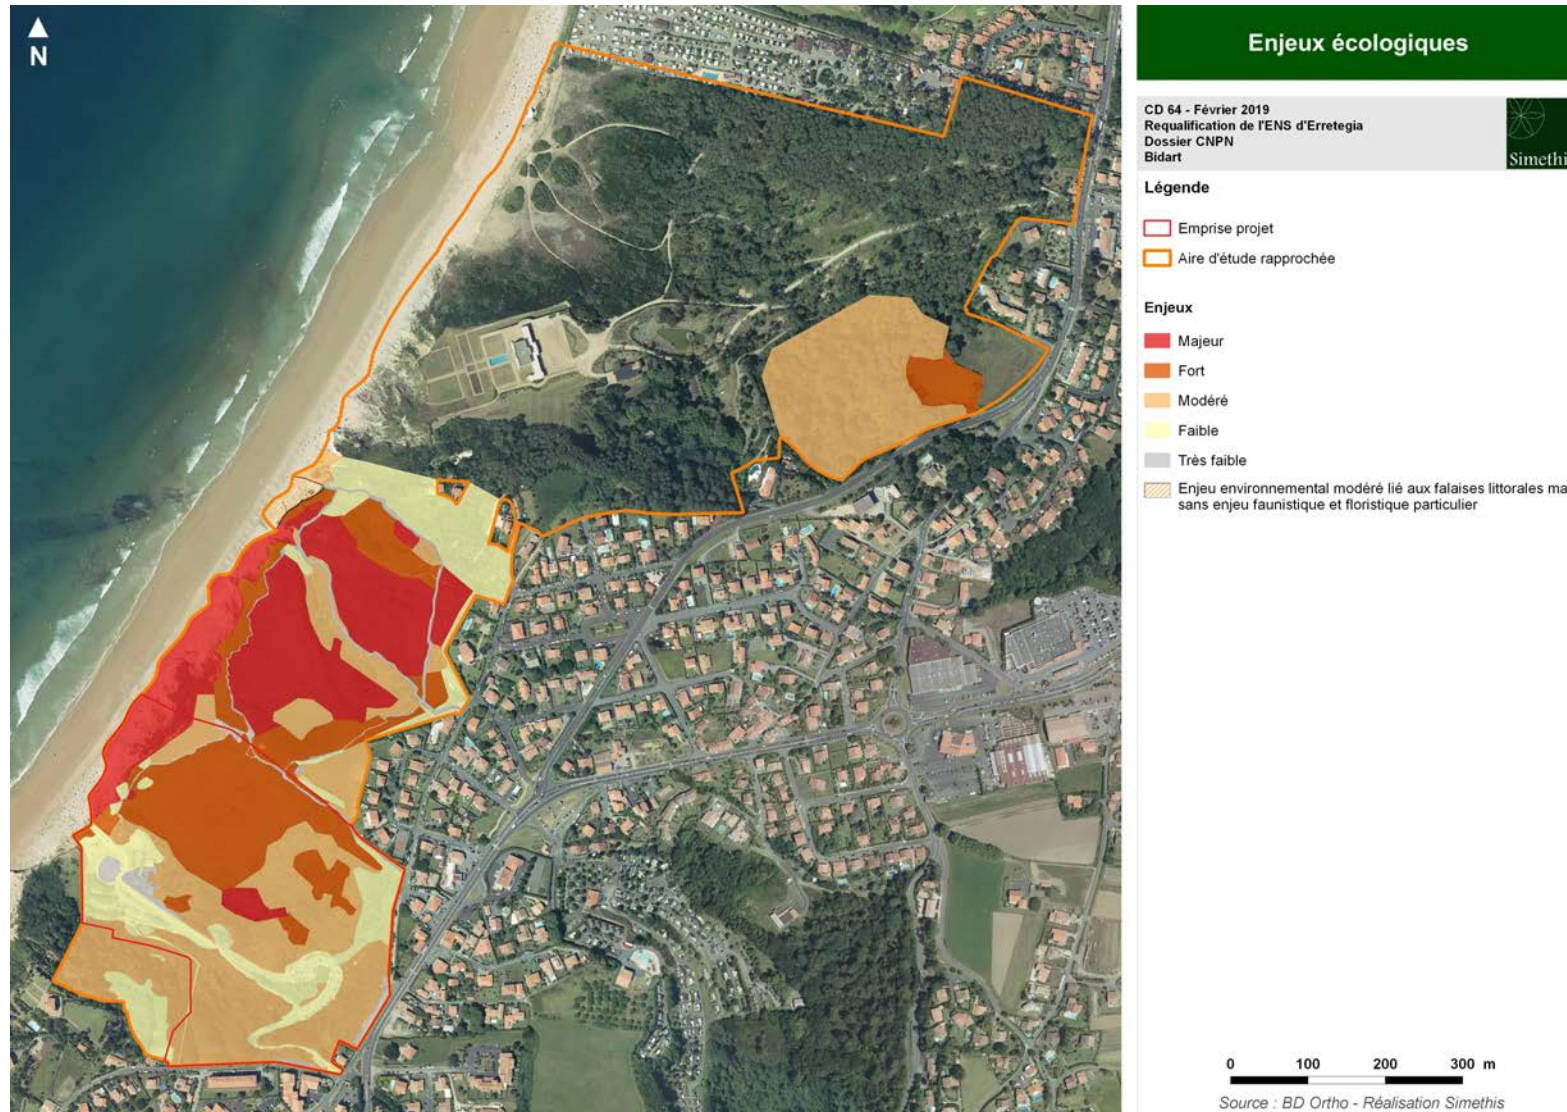 N
Enjeux écologiques
CD 64 - Février 2019
Requalification de l'ENS d'Erretegia
Dossier CNPN
Bidart
Simethi
Légende
Emprise projet
Aire d'étude rapprochée
Enjeux
Majeur
Fort
Modéré
Faible
Très faible
Enjeu environnemental modéré lié aux falaises littorales ma
sans enjeu faunistique et floristique particulier
0 100 200 300 m
Source : BD Ortho - Réalisation Simethis